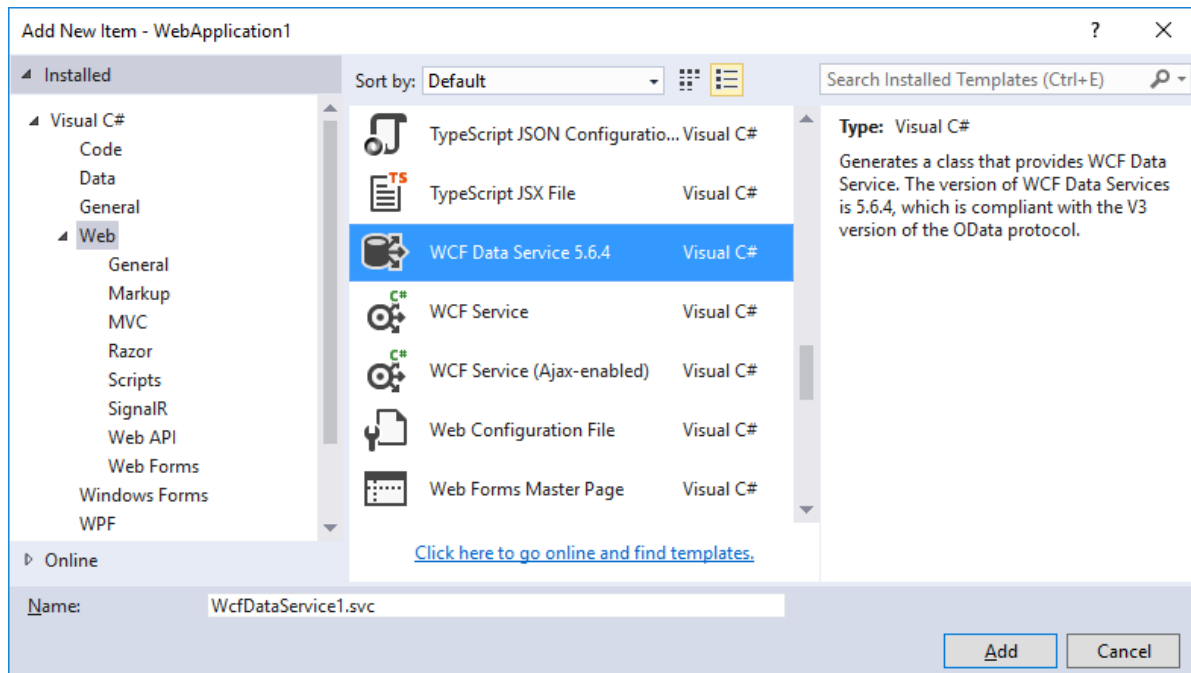 Add New Item - WebApplication1
?
Installed
Sort by: Default
Search Installed Templates (Ctrl+E)
Visual C#
Code
Data
General
Web
General
Markup
MVC
Razor
Scripts
SignalR
Web API
Web Forms
Windows Forms
WPF
Online
TypeScript JSON Configuratio... Visual C#
TS
TypeScript JSX File Visual C#
WCF Data Service 5.6.4 Visual C#
C#
WCF Service Visual C#
C#
WCF Service (Ajax-enabled) Visual C#
Web Configuration File Visual C#
Web Forms Master Page Visual C#
Click here to go online and find templates.
Type: Visual C#
Generates a class that provides WCF Data
Service. The version of WCF Data Services
is 5.6.4, which is compliant with the V3
version of the OData protocol.
Name: WcfDataService1.svc
Add Cancel